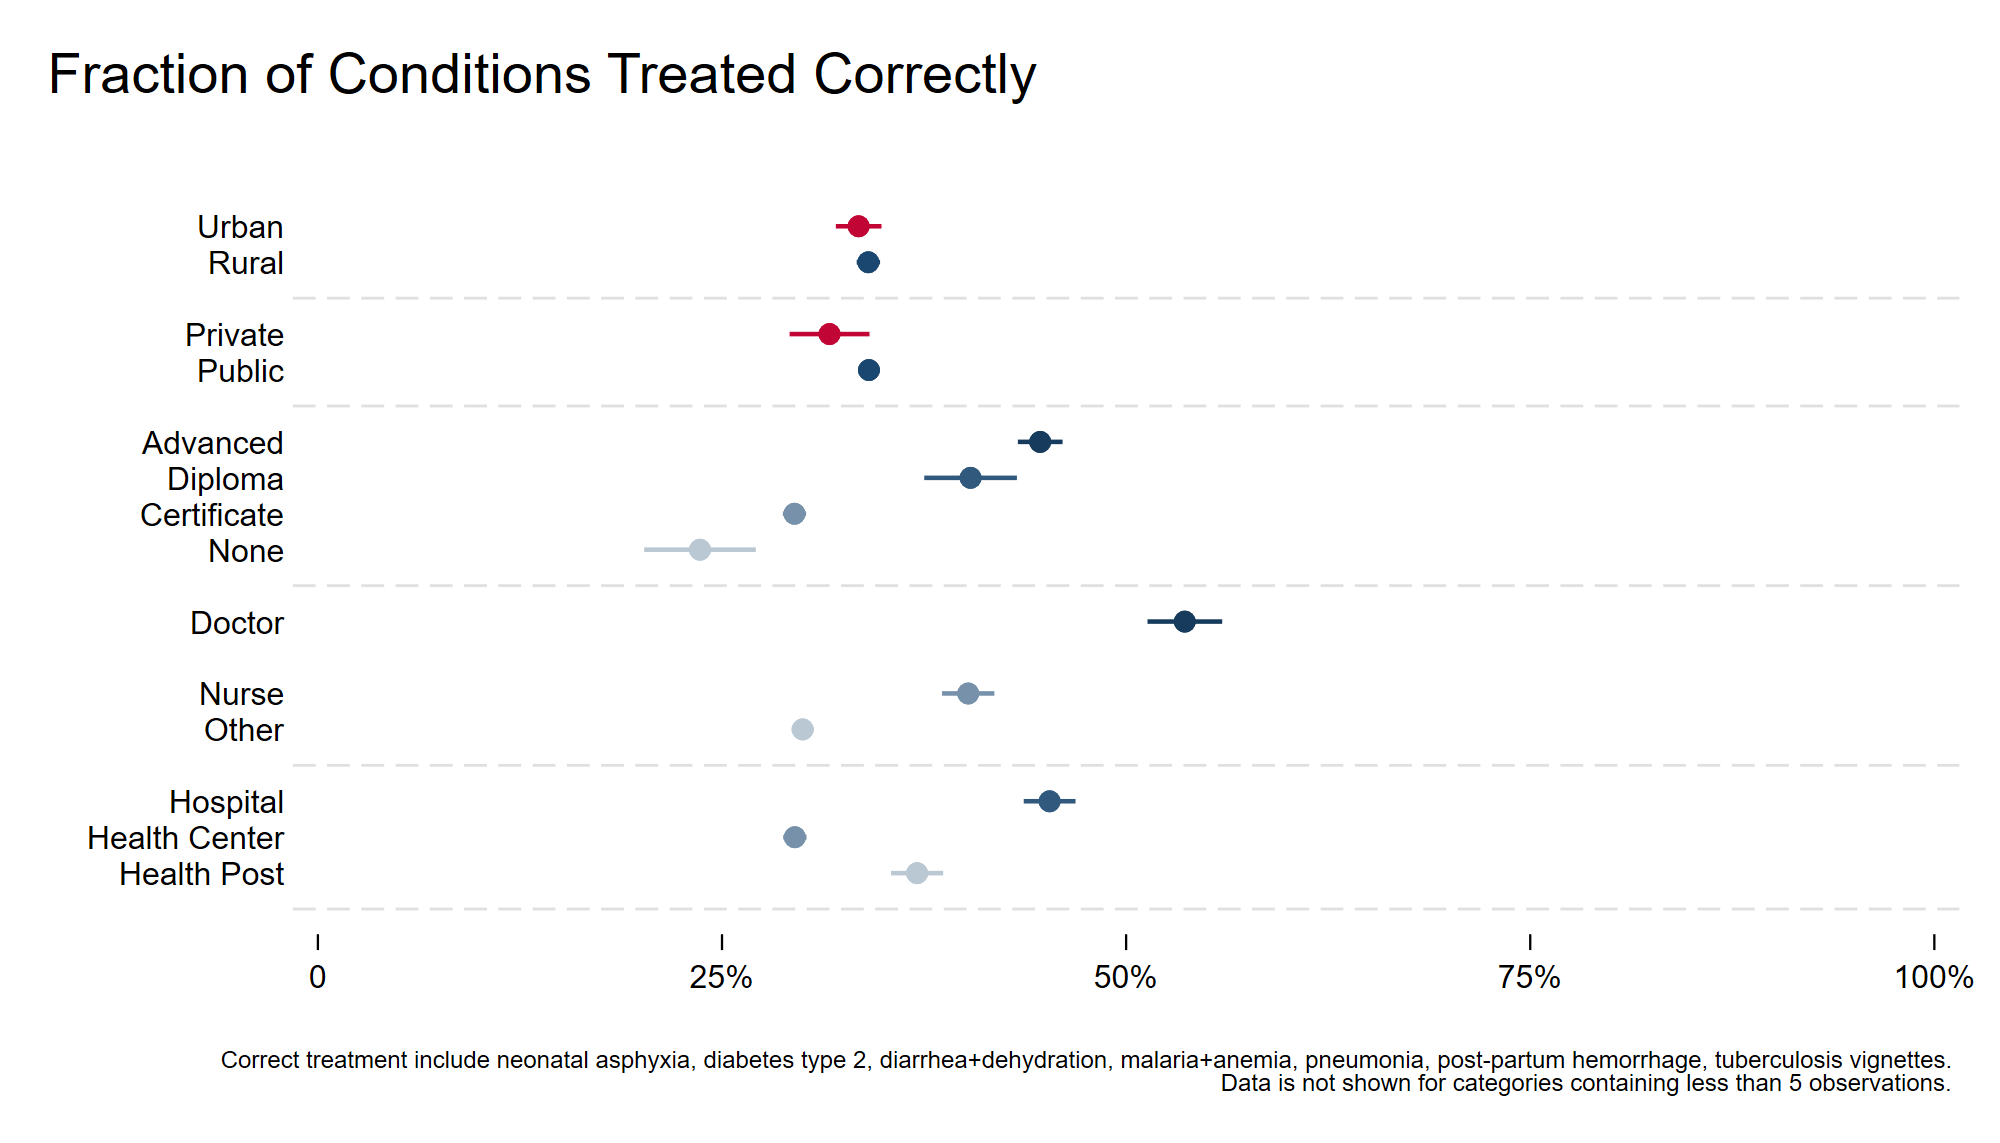 Fraction of Conditions Treated Correctly
Urban
Rural
Private
Public
Advanced
Diploma
Certificate
None
Doctor
Nurse
Other
Hospital
Health Center
Health Post
0 25% 50% 75% 100%
Correct treatment include neonatal asphyxia, diabetes type 2, diarrhea+dehydration, malaria+anemia, pneumonia, post-partum hemorrhage, tuberculosis vignettes.
Data is not shown for categories containing less than 5 observations.